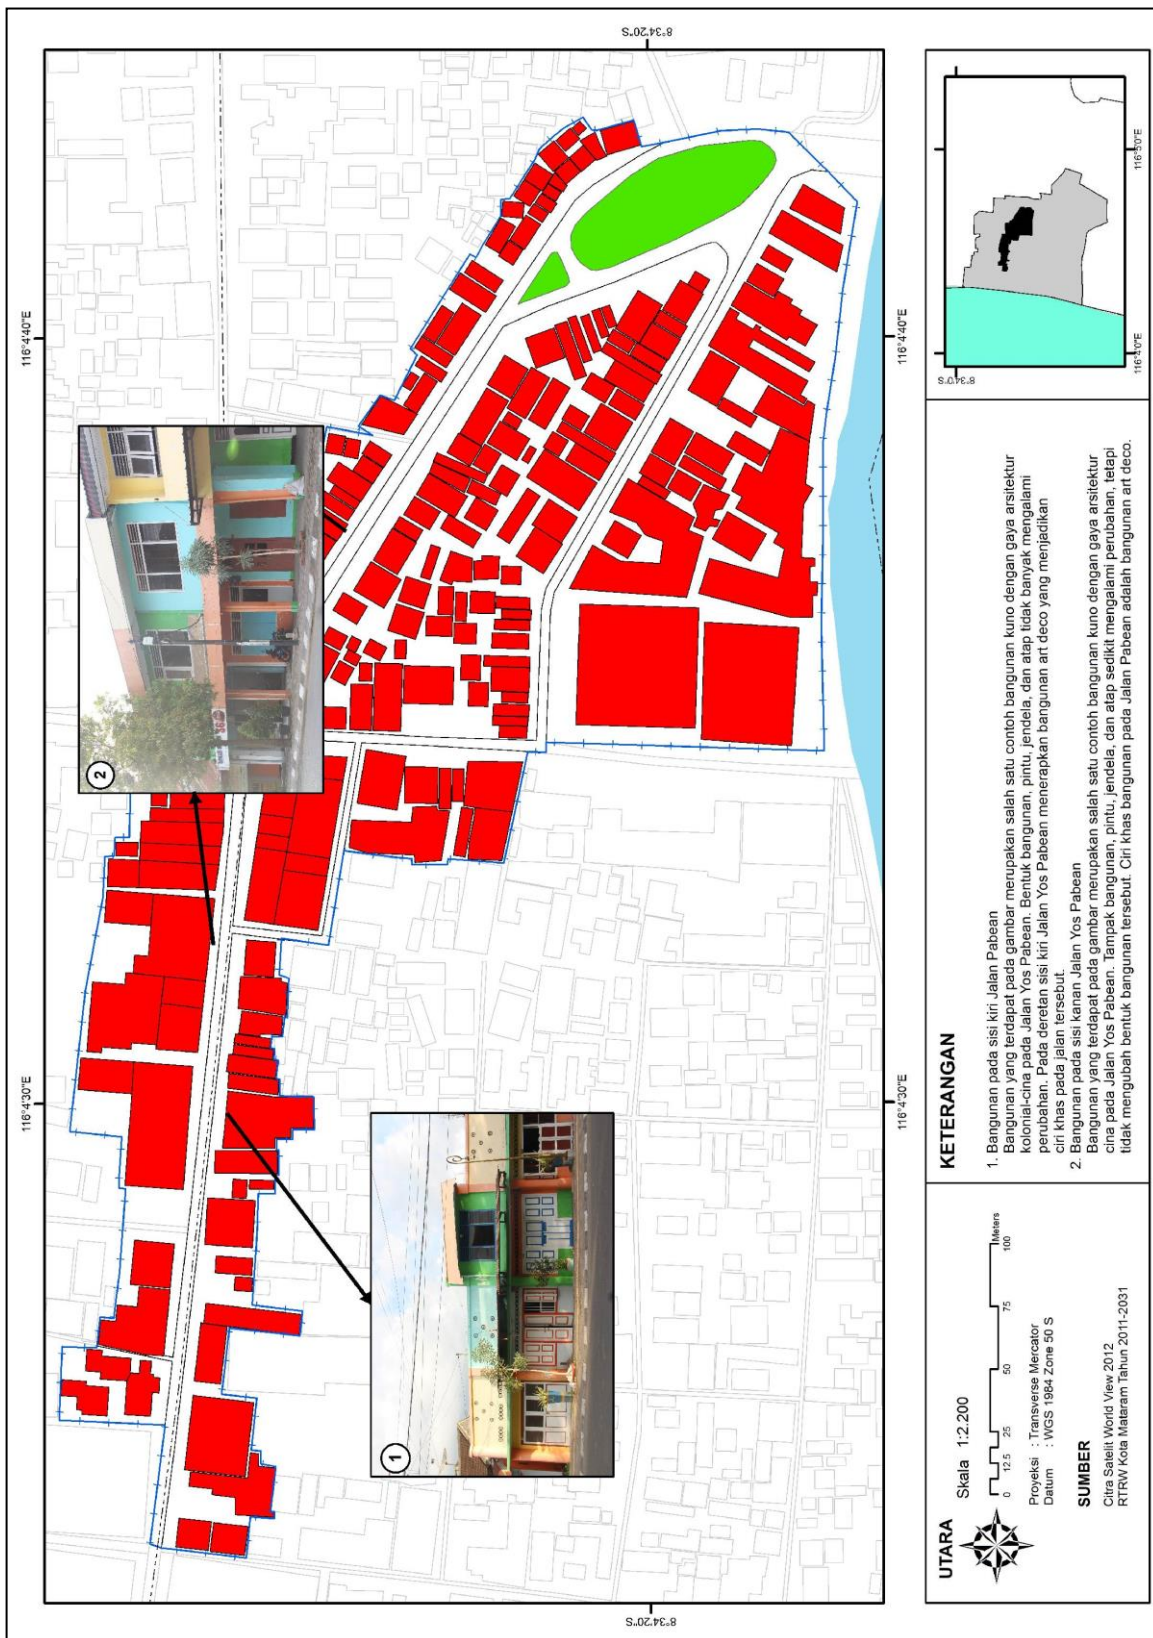 8°34'20"S
116°4'40"E
116°4'30"E
2
1
116°4'40"E
116°4'30"E
8°34'20"S
UTARA
Skala 1:2.200
0 12.5 25 50 75 100
Meters
Proyeksi : Transverse Mercator
Datum : WGS 1984 Zone 50 S
SUMBER
Citra Satelit World View 2012
RTRW Kota Mataram Tahun 2011-2031
KETERANGAN
1. Bangunan pada sisi kiri Jalan Pabean
Bangunan yang terdapat pada gambar merupakan salah satu contoh bangunan kuno dengan gaya arsitektur
kolonial-cina pada Jalan Yos Pabean. Bentuk bangunan, pintu, jendela, dan atap tidak banyak mengalami
perubahan. Pada deretan sisi kiri Jalan Yos Pabean menerapkan bangunan art deco yang menjadikan
ciri khas pada jalan tersebut.
2. Bangunan pada sisi kanan Jalan Yos Pabean
Bangunan yang terdapat pada gambar merupakan salah satu contoh bangunan kuno dengan gaya arsitektur
cina pada Jalan Yos Pabean. Tampak bangunan, pintu, jendela, dan atap sedikit mengalami perubahan, tetapi
tidak mengubah bentuk bangunan tersebut. Ciri khas bangunan pada Jalan Pabean adalah bangunan art deco.
8°34'0"S
116°4'0"E
116°5'0"E